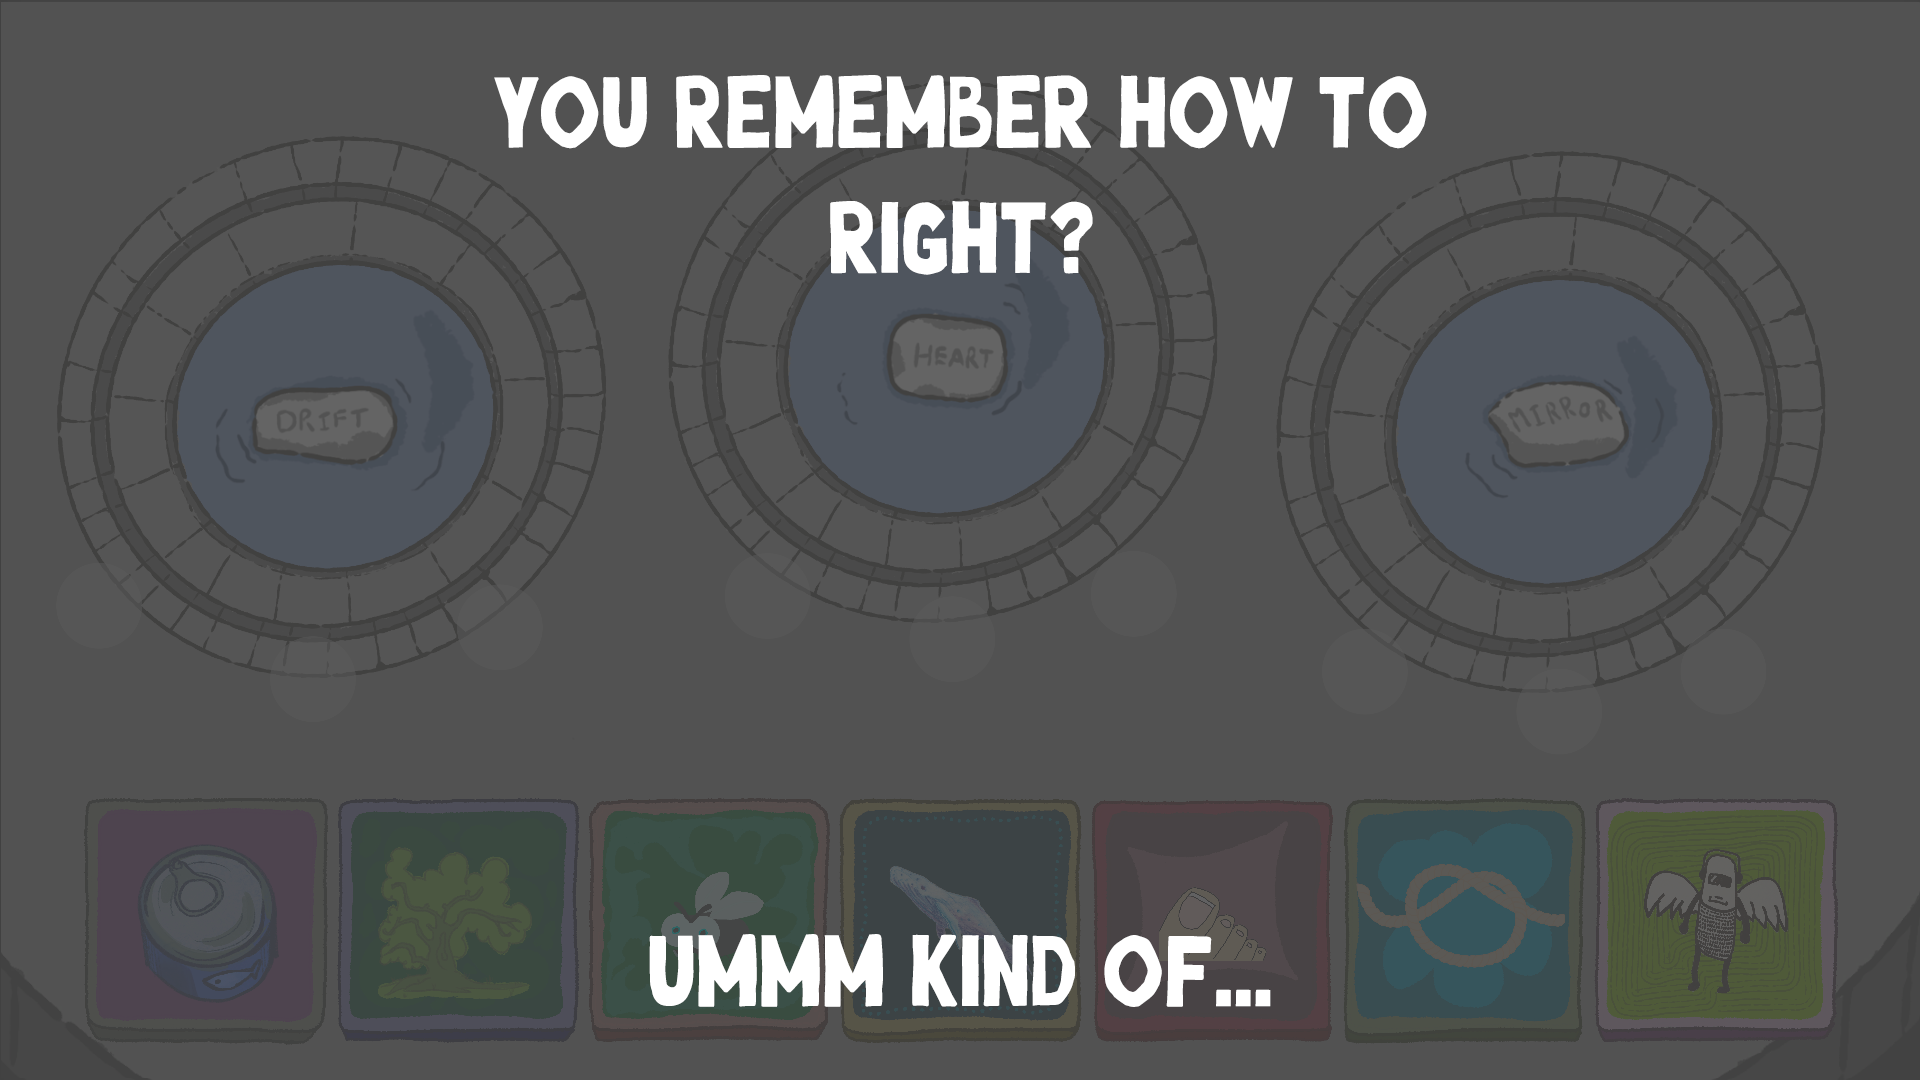 YOU REMEMBER HOW TO
RIGHT?
HEART
DRIFT
MIRROR
UMMM KIND OF...